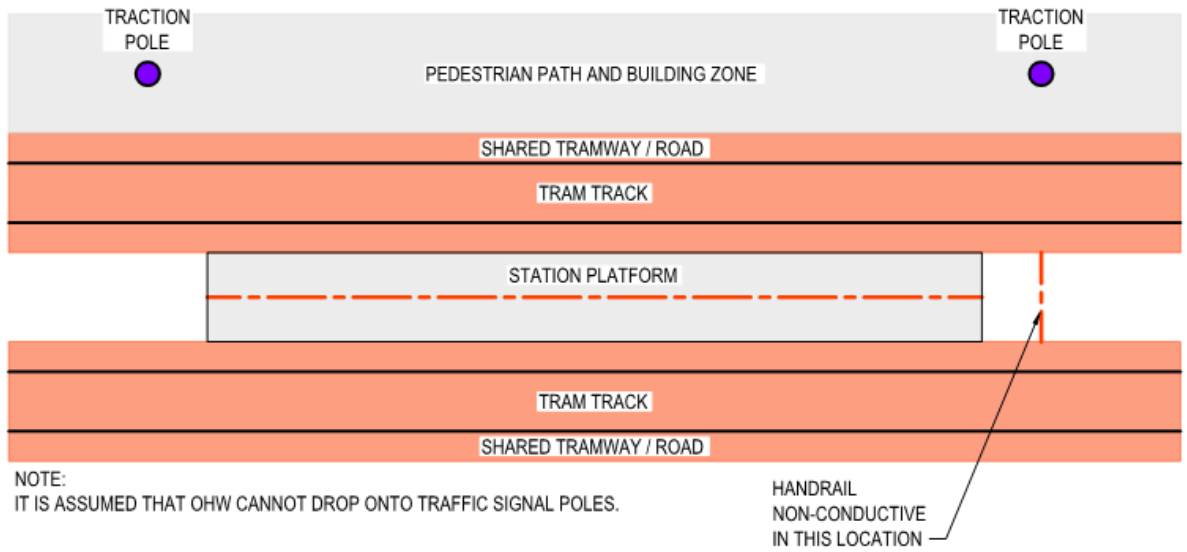 TRACTION
POLE
TRACTION
POLE
PEDESTRIAN PATH AND BUILDING ZONE
SHARED TRAMWAY / ROAD
TRAM TRACK
STATION PLATFORM
TRAM TRACK
SHARED TRAMWAY / ROAD
NOTE:
IT IS ASSUMED THAT OHW CANNOT DROP ONTO TRAFFIC SIGNAL POLES.
HANDRAIL
NON-CONDUCTIVE
IN THIS LOCATION